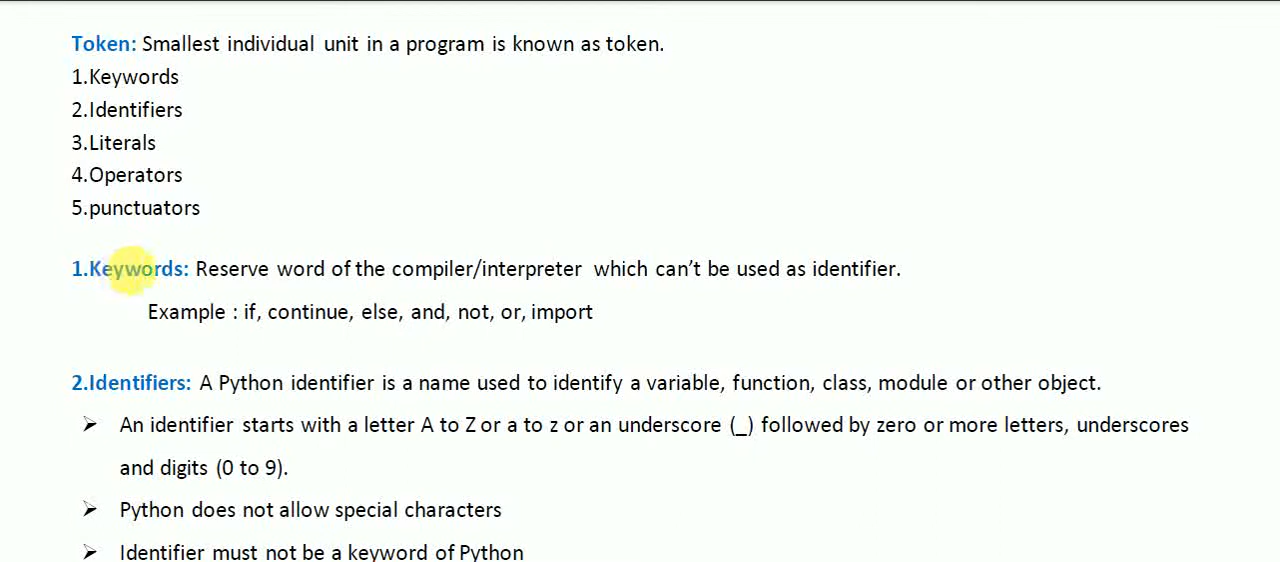 Token: Smallest individual unit in a program is known as token.
1.Keywords
2.Identifiers
3.Literals
4.Operators
5.punctuators
1.Keywords: Reserve word of the compiler/interpreter which can’t be used as identifier.
Example : if, continue, else, and, not, or, import
2.Identifiers: A Python identifier is a name used to identify a variable, function, class, module or other object.
➢ An identifier starts with a letter A to Z or a to z or an underscore (_) followed by zero or more letters, underscores
and digits (0 to 9).
➢ Python does not allow special characters
➢ Identifier must not be a keyword of Python